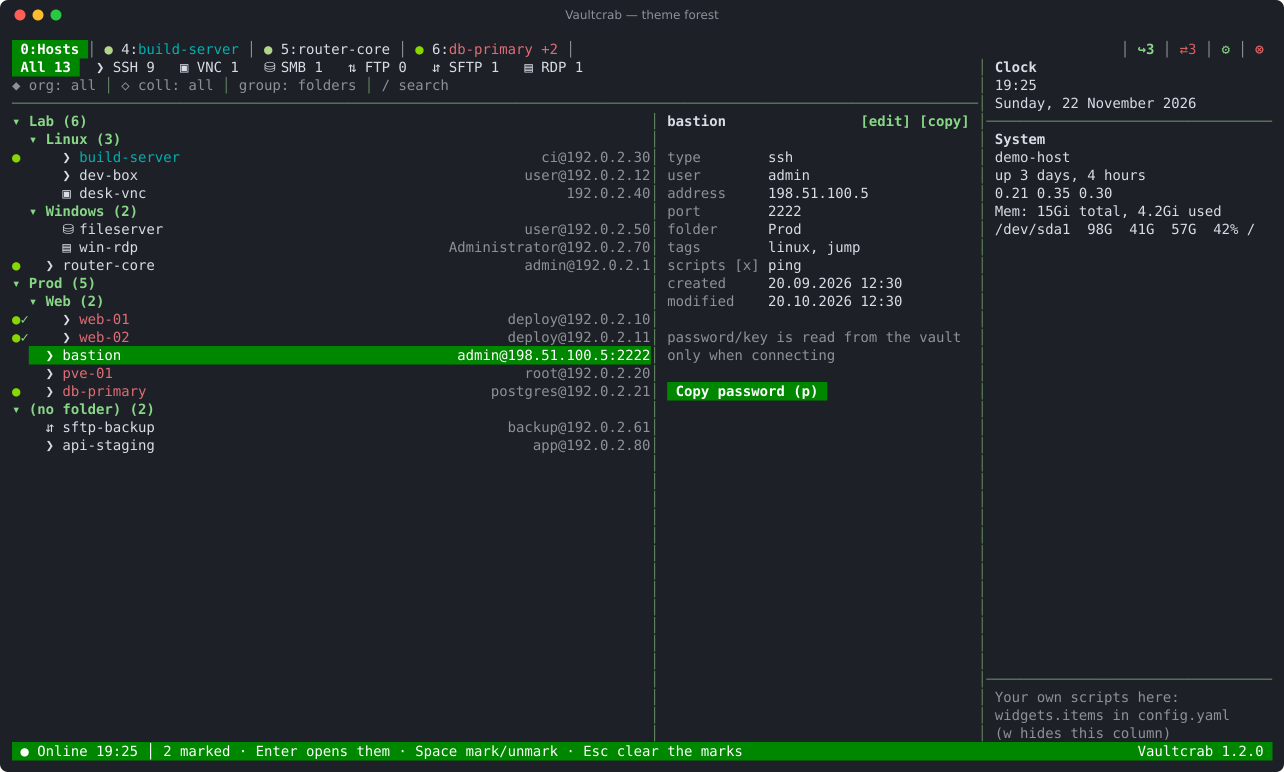 Vaultcrab — theme forest
0:Hosts │ ● 4:build-server │ ● 5:router-core │ ● 6:db-primary +2 │ │ ↪3 │ ⇄3 │ ⚙ │ ⊗
All 13 ❯ SSH 9 ▣ VNC 1 ⛁ SMB 1 ⇅ FTP 0 ⇵ SFTP 1 ▤ RDP 1
◆ org: all │ ◇ coll: all │ group: folders │ / search
▾ Lab (6)
▾ Linux (3)
● ❯ build-server ci@192.0.2.30
❯ dev-box user@192.0.2.12
▣ desk-vnc 192.0.2.40
▾ Windows (2)
⛁ fileserver user@192.0.2.50
▤ win-rdp Administrator@192.0.2.70
● ❯ router-core admin@192.0.2.1
▾ Prod (5)
▾ Web (2)
●✓ ❯ web-01 deploy@192.0.2.10
●✓ ❯ web-02 deploy@192.0.2.11
❯ bastion admin@198.51.100.5:2222
❯ pve-01 root@192.0.2.20
● ❯ db-primary postgres@192.0.2.21
▾ (no folder) (2)
⇵ sftp-backup backup@192.0.2.61
❯ api-staging app@192.0.2.80
bastion [edit] [copy]
type ssh
user admin
address 198.51.100.5
port 2222
folder Prod
tags linux, jump
scripts [x] ping
created 20.09.2026 12:30
modified 20.10.2026 12:30
password/key is read from the vault
only when connecting
Copy password (p)
Clock
19:25
Sunday, 22 November 2026
System
demo-host
up 3 days, 4 hours
0.21 0.35 0.30
Mem: 15Gi total, 4.2Gi used
/dev/sda1 98G 41G 57G 42% /
Your own scripts here:
widgets.items in config.yaml
(w hides this column)
● Online 19:25 │ 2 marked · Enter opens them · Space mark/unmark · Esc clear the marks Vaultcrab 1.2.0